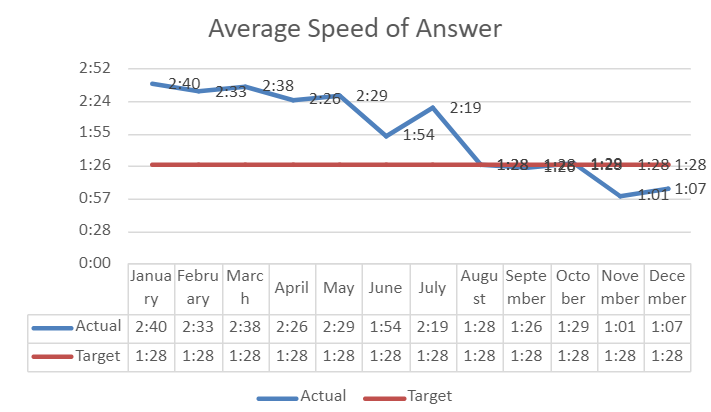 Average Speed of Answer
2:52
2:24
1:55
1:26
0:57
0:28
0:00
2:40 2:33 2:38 2:26 2:29 1:54 2:19 1:28 1:26 1:29 1:01 1:07
1:28 1:28 1:28 1:28 1:28
Janua
ry
Febru
ary
Marc
h
April
May
June
July
Augu
st
Septe
mber
Octo
ber
Nove
mber
Dece
mber
Actual 2:40 2:33 2:38 2:26 2:29 1:54 2:19 1:28 1:26 1:29 1:01 1:07
Target 1:28 1:28 1:28 1:28 1:28 1:28 1:28 1:28 1:28 1:28 1:28 1:28
Actual Target